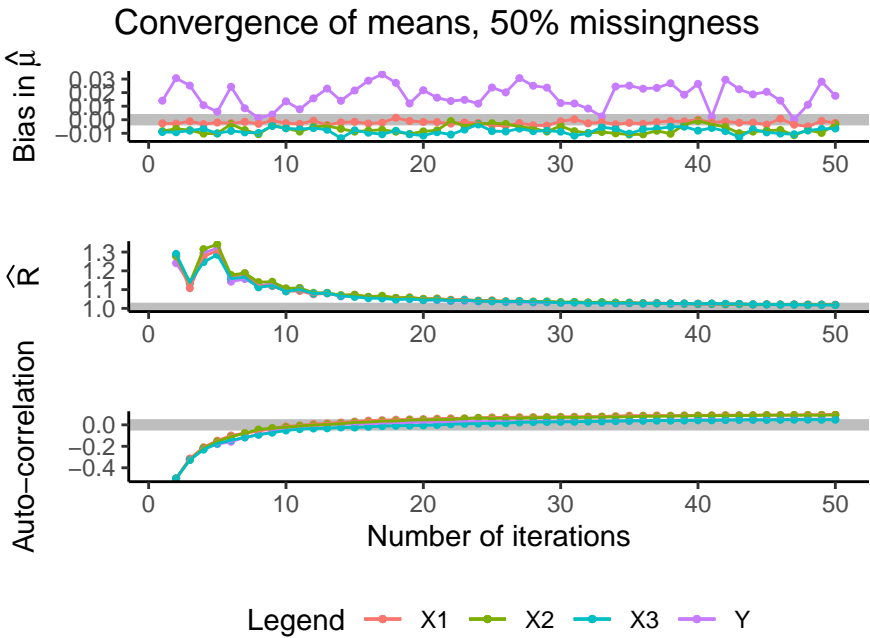 Convergence of means, 50% missingness
Bias in μ̂
0.03
0.02
0.01
0.00
−0.01
0 10 20 30 40 50
R̂
1.3
1.2
1.1
1.0
0 10 20 30 40 50
Auto−correlation
0.0
−0.2
−0.4
0 10 20 30 40 50
Number of iterations
Legend X1 X2 X3 Y